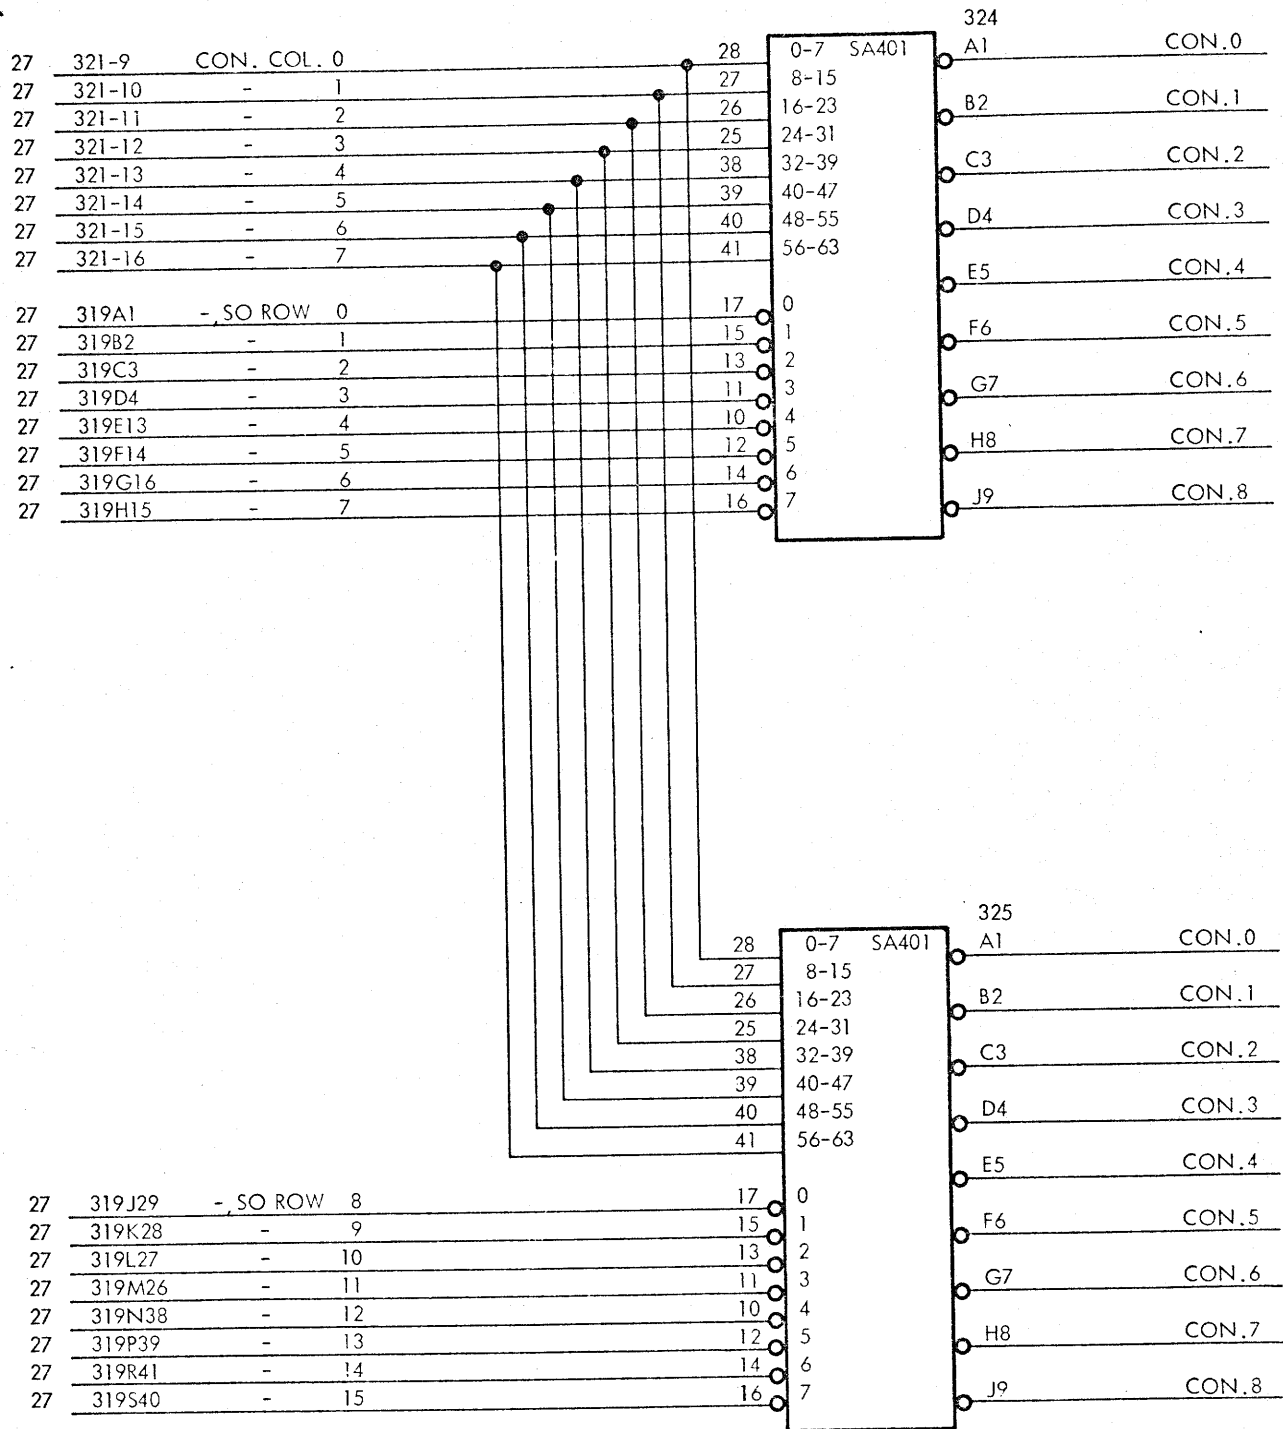 324
27 321-9 CON. COL. 0 28 0-7 SA401 A1 CON.0
27 321-10 - 1 27 8-15
27 321-11 - 2 26 16-23 B2 CON.1
27 321-12 - 3 25 24-31
27 321-13 - 4 38 32-39 C3 CON.2
27 321-14 - 5 39 40-47
27 321-15 - 6 40 48-55 D4 CON.3
27 321-16 - 7 41 56-63
E5 CON.4
27 319A1 -,SO ROW 0 17 0
27 319B2 - 1 15 1 F6 CON.5
27 319C3 - 2 13 2
27 319D4 - 3 11 3 G7 CON.6
27 319E13 - 4 10 4
27 319F14 - 5 12 5 H8 CON.7
27 319G16 - 6 14 6
27 319H15 - 7 16 7 J9 CON.8
325
28 0-7 SA401 A1 CON.0
27 8-15
26 16-23 B2 CON.1
25 24-31
38 32-39 C3 CON.2
39 40-47
40 48-55 D4 CON.3
41 56-63
E5 CON.4
27 319J29 -,SO ROW 8 17 0
27 319K28 - 9 15 1 F6 CON.5
27 319L27 - 10 13 2
27 319M26 - 11 11 3 G7 CON.6
27 319N38 - 12 10 4
27 319P39 - 13 12 5 H8 CON.7
27 319R41 - 14 14 6
27 319S40 - 15 16 7 J9 CON.8